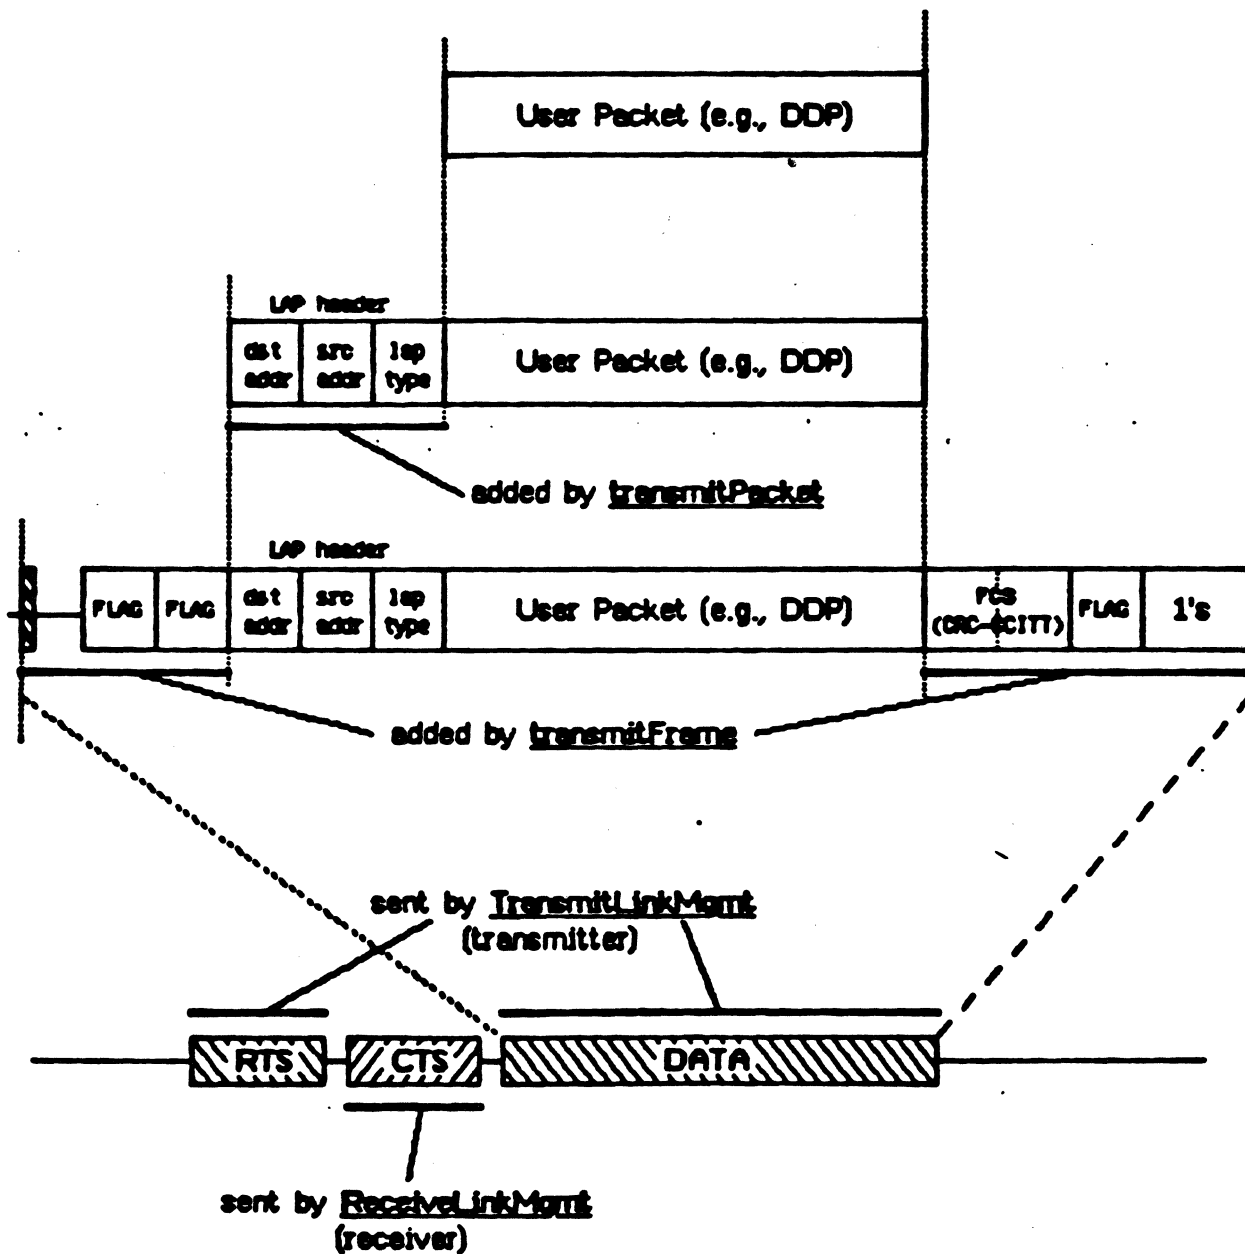 User Packet (e.g., DDP)
LAP header
dst addr
src addr
lap type
User Packet (e.g., DDP)
added by transmitPacket
LAP header
FLAG
FLAG
dst addr
src addr
lap type
User Packet (e.g., DDP)
FCS
(CRC-CCITT)
FLAG
1's
added by transmitFrame
sent by TransmitLinkMgmt
(transmitter)
RTS
CTS
DATA
sent by ReceiveLinkMgmt
(receiver)